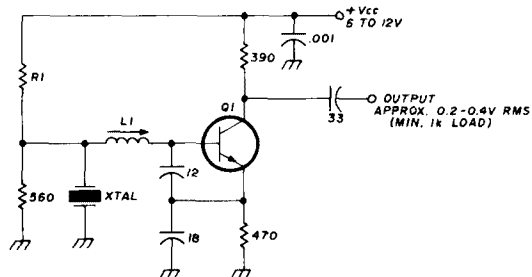 +Vcc
6 TO 12V
.001
390
R1
Q1
OUTPUT
APPROX. 0.2-0.4V RMS
(MIN. 1k LOAD)
33
L1
12
560
XTAL
18
470